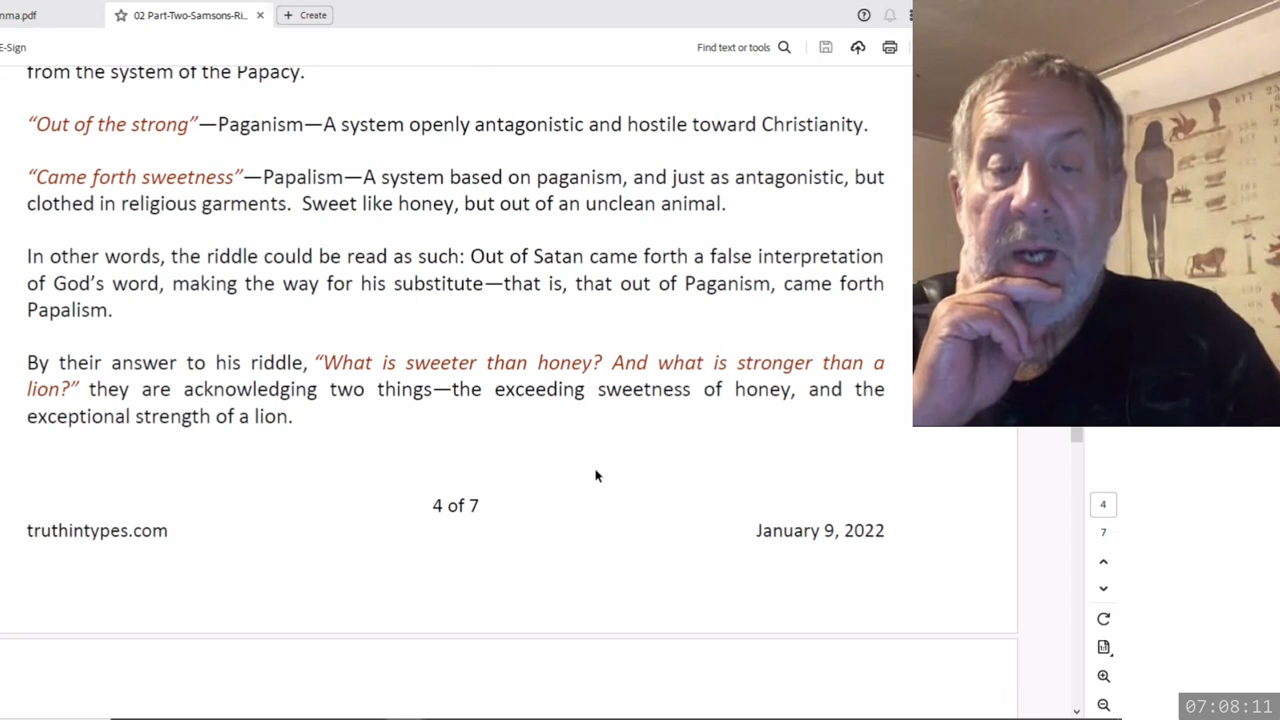 mma.pdf
02 Part-Two-Samsons-Ri...
Create
E-Sign
Find text or tools
from the system of the Papacy.
“Out of the strong”—Paganism—A system openly antagonistic and hostile toward Christianity.
“Came forth sweetness”—Papalism—A system based on paganism, and just as antagonistic, but
clothed in religious garments. Sweet like honey, but out of an unclean animal.
In other words, the riddle could be read as such: Out of Satan came forth a false interpretation
of God’s word, making the way for his substitute—that is, that out of Paganism, came forth
Papalism.
By their answer to his riddle, “What is sweeter than honey? And what is stronger than a
lion?” they are acknowledging two things—the exceeding sweetness of honey, and the
exceptional strength of a lion.
4 of 7
truthintypes.com
January 9, 2022
4
7
07:08:11